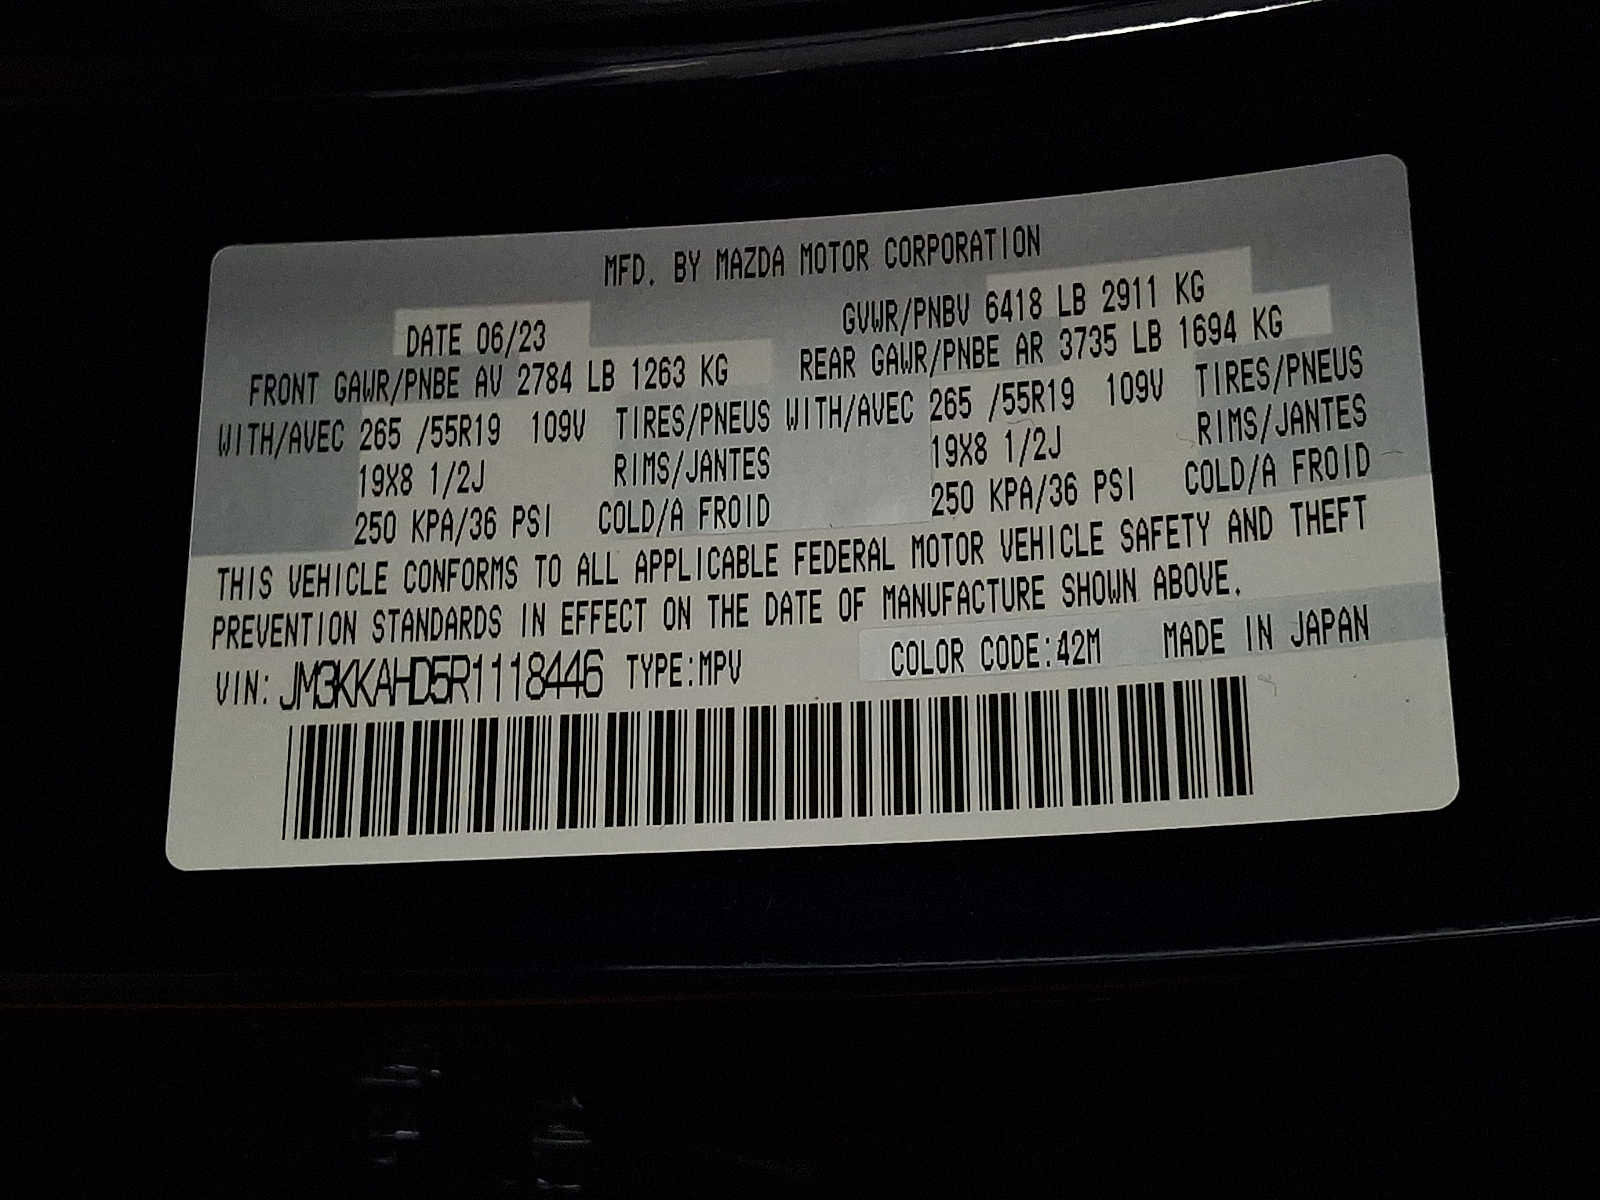 MFD. BY MAZDA MOTOR CORPORATION
DATE 06/23 GVWR/PNBV 6418 LB 2911 KG
FRONT GAWR/PNBE AV 2784 LB 1263 KG REAR GAWR/PNBE AR 3735 LB 1694 KG
WITH/AVEC 265 /55R19 109V TIRES/PNEUS WITH/AVEC 265 /55R19 109V TIRES/PNEUS
19X8 1/2J RIMS/JANTES 19X8 1/2J RIMS/JANTES
250 KPA/36 PSI COLD/A FROID 250 KPA/36 PSI COLD/A FROID
THIS VEHICLE CONFORMS TO ALL APPLICABLE FEDERAL MOTOR VEHICLE SAFETY AND THEFT
PREVENTION STANDARDS IN EFFECT ON THE DATE OF MANUFACTURE SHOWN ABOVE.
VIN: JM3KKAHD5R1118446 TYPE:MPV COLOR CODE:42M MADE IN JAPAN